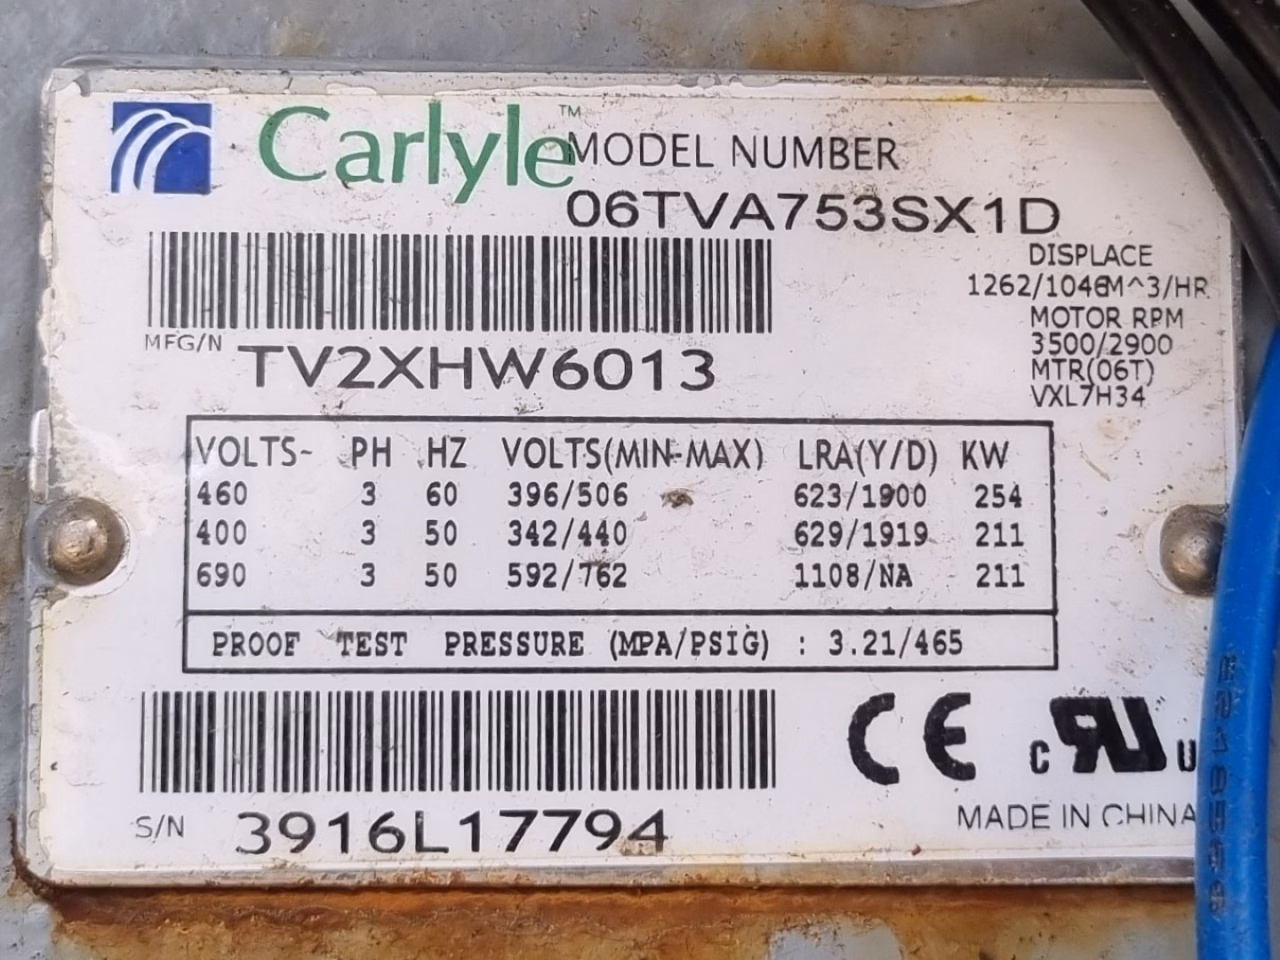 Carlyle™
MODEL NUMBER
06TVA753SX1D
DISPLACE
1262/1046M^3/HR
MOTOR RPM
3500/2900
MTR(06T)
VXL7H34
MFG/N TV2XHW6013
VOLTS~ PH HZ VOLTS(MIN-MAX) LRA(Y/D) KW
460 3 60 396/506 623/1900 254
400 3 50 342/440 629/1919 211
690 3 50 592/762 1108/NA 211
PROOF TEST PRESSURE (MPA/PSIG) : 3.21/465
CE
c RU U
S/N 3916L17794
MADE IN CHINA